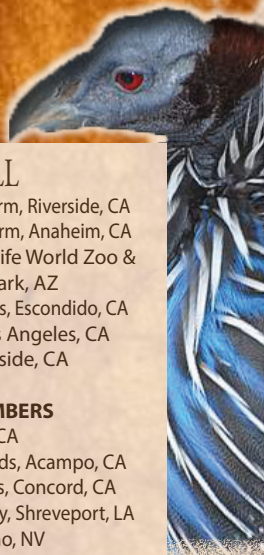 LL
rm, Riverside, CA
rm, Anaheim, CA
ife World Zoo &
ark, AZ
s, Escondido, CA
s Angeles, CA
side, CA
MBERS
CA
ds, Acampo, CA
s, Concord, CA
y, Shreveport, LA
no, NV